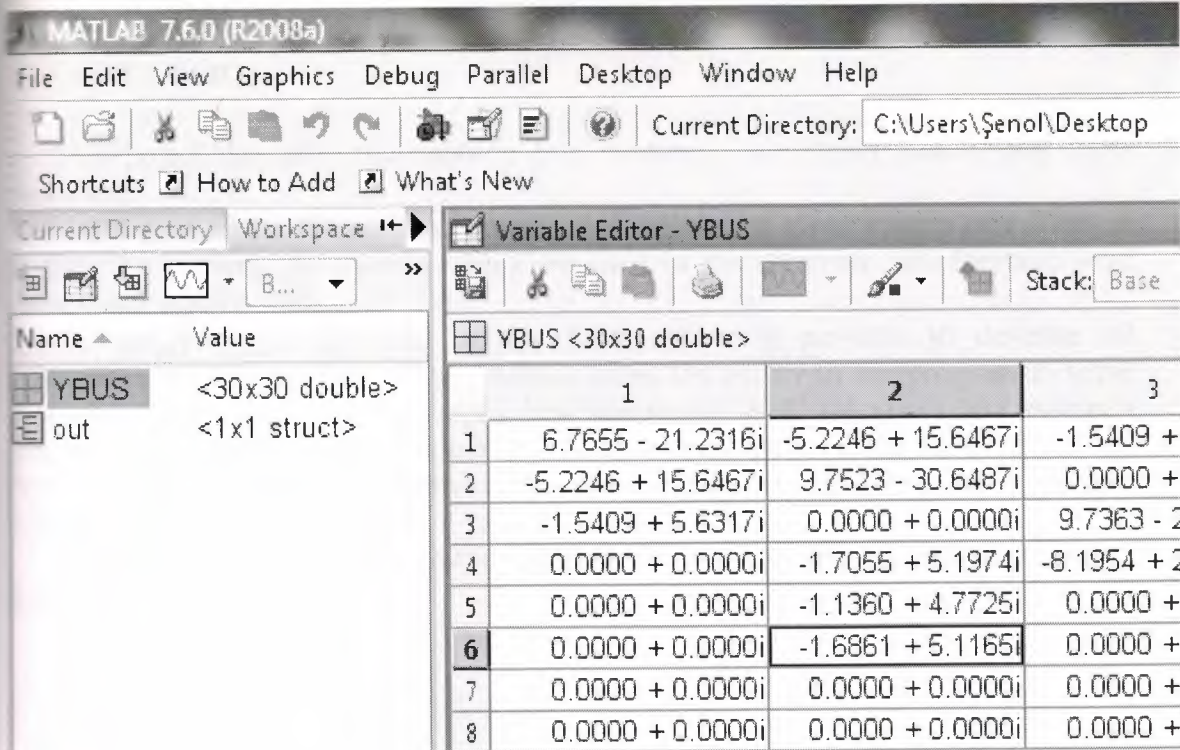 MATLAB 7.6.0 (R2008a)
File Edit View Graphics Debug Parallel Desktop Window Help
Current Directory: C:\Users\Şenol\Desktop
Shortcuts How to Add What's New
Current Directory Workspace
Variable Editor - YBUS
B... Stack: Base
Name Value
YBUS <30x30 double>
YBUS <30x30 double>
out <1x1 struct>
1 2 3
1 6.7655 - 21.2316i -5.2246 + 15.6467i -1.5409 +
2 -5.2246 + 15.6467i 9.7523 - 30.6487i 0.0000 +
3 -1.5409 + 5.6317i 0.0000 + 0.0000i 9.7363 - 2
4 0.0000 + 0.0000i -1.7055 + 5.1974i -8.1954 + 2
5 0.0000 + 0.0000i -1.1360 + 4.7725i 0.0000 +
6 0.0000 + 0.0000i -1.6861 + 5.1165i 0.0000 +
7 0.0000 + 0.0000i 0.0000 + 0.0000i 0.0000 +
8 0.0000 + 0.0000i 0.0000 + 0.0000i 0.0000 +